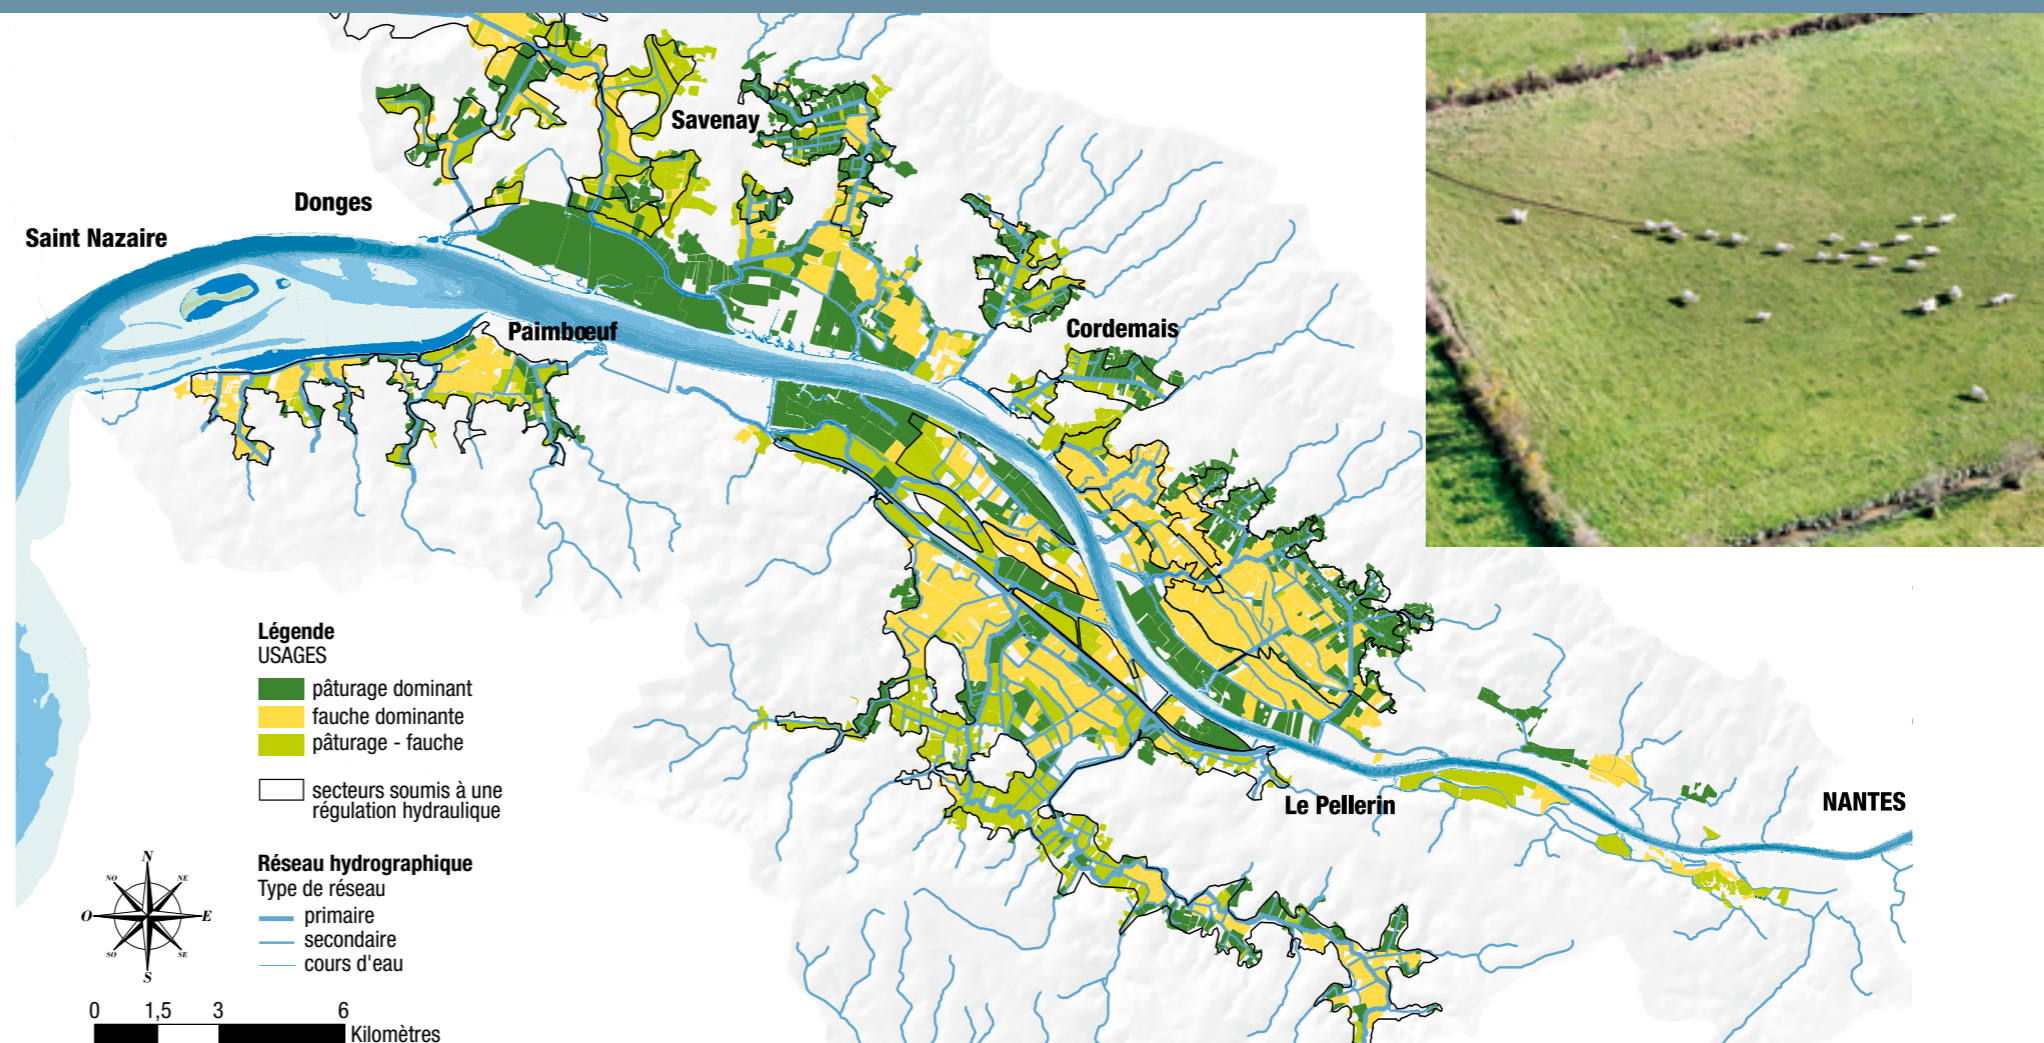 Savenay
Donges
Saint Nazaire
Paimbœuf
Cordemais
Le Pellerin
NANTES
Légende
USAGES
pâturage dominant
fauche dominante
pâturage - fauche
secteurs soumis à une
régulation hydraulique
Réseau hydrographique
Type de réseau
primaire
secondaire
cours d'eau
N
NO
NE
O
E
SO
SE
S
0 1,5 3 6
Kilomètres